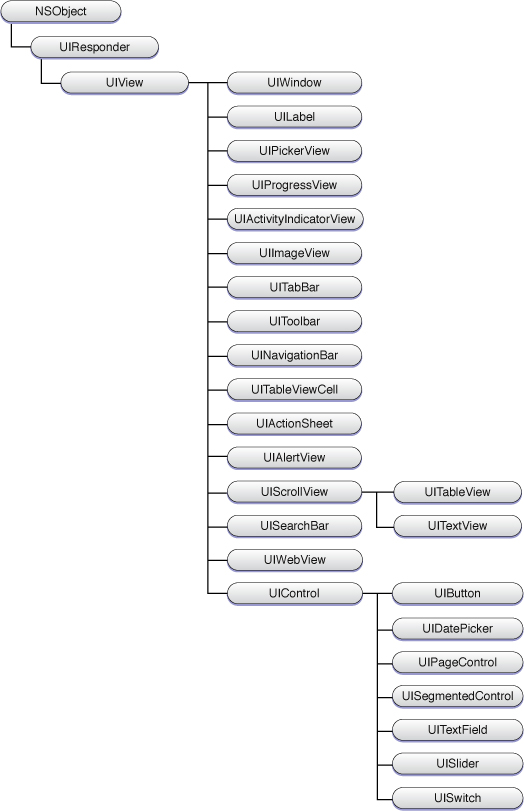 NSObject
UIResponder
UIView
UIWindow
UILabel
UIPickerView
UIProgressView
UIActivityIndicatorView
UIImageView
UITabBar
UIToolbar
UINavigationBar
UITableViewCell
UIActionSheet
UIAlertView
UIScrollView
UITableView
UISearchBar
UITextView
UIWebView
UIControl
UIButton
UIDatePicker
UIPageControl
UISegmentedControl
UITextField
UISlider
UISwitch